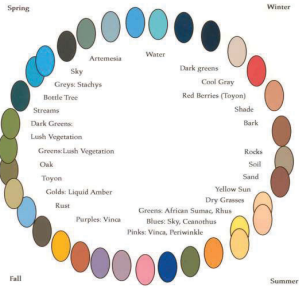 Spring
Winter
Artemesia
Water
Sky
Dark greens
Greys: Stachys
Cool Gray
Bottle Tree
Red Berries (Toyon)
Streams
Shade
Dark Greens:
Bark
Lush Vegetation
Greens:Lush Vegetation
Rocks
Oak
Soil
Toyon
Sand
Golds: Liquid Amber
Yellow Sun
Rust
Dry Grasses
Greens: African Sumac, Rhus
Purples: Vinca
Blues: Sky, Ceanothus
Pinks: Vinca, Periwinkle
Fall
Summer